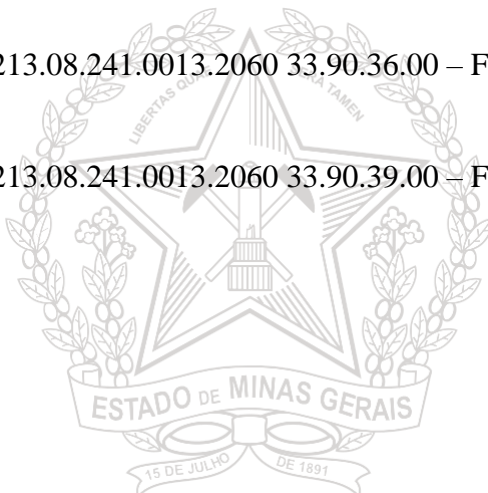 213.08.241.0013.2060 33.90.36.00 – F
LIBERTAS QUÆ SERA TAMEN
213.08.241.0013.2060 33.90.39.00 – F
ESTADO DE MINAS GERAIS
15 DE JULHO DE 1891